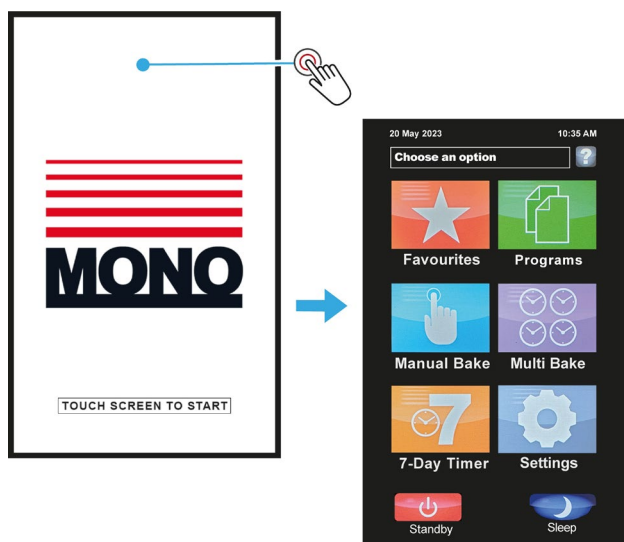 MONO
TOUCH SCREEN TO START
20 May 2023 10:35 AM
Choose an option ?
Favourites Programs
Manual Bake Multi Bake
7
7-Day Timer Settings
Standby Sleep